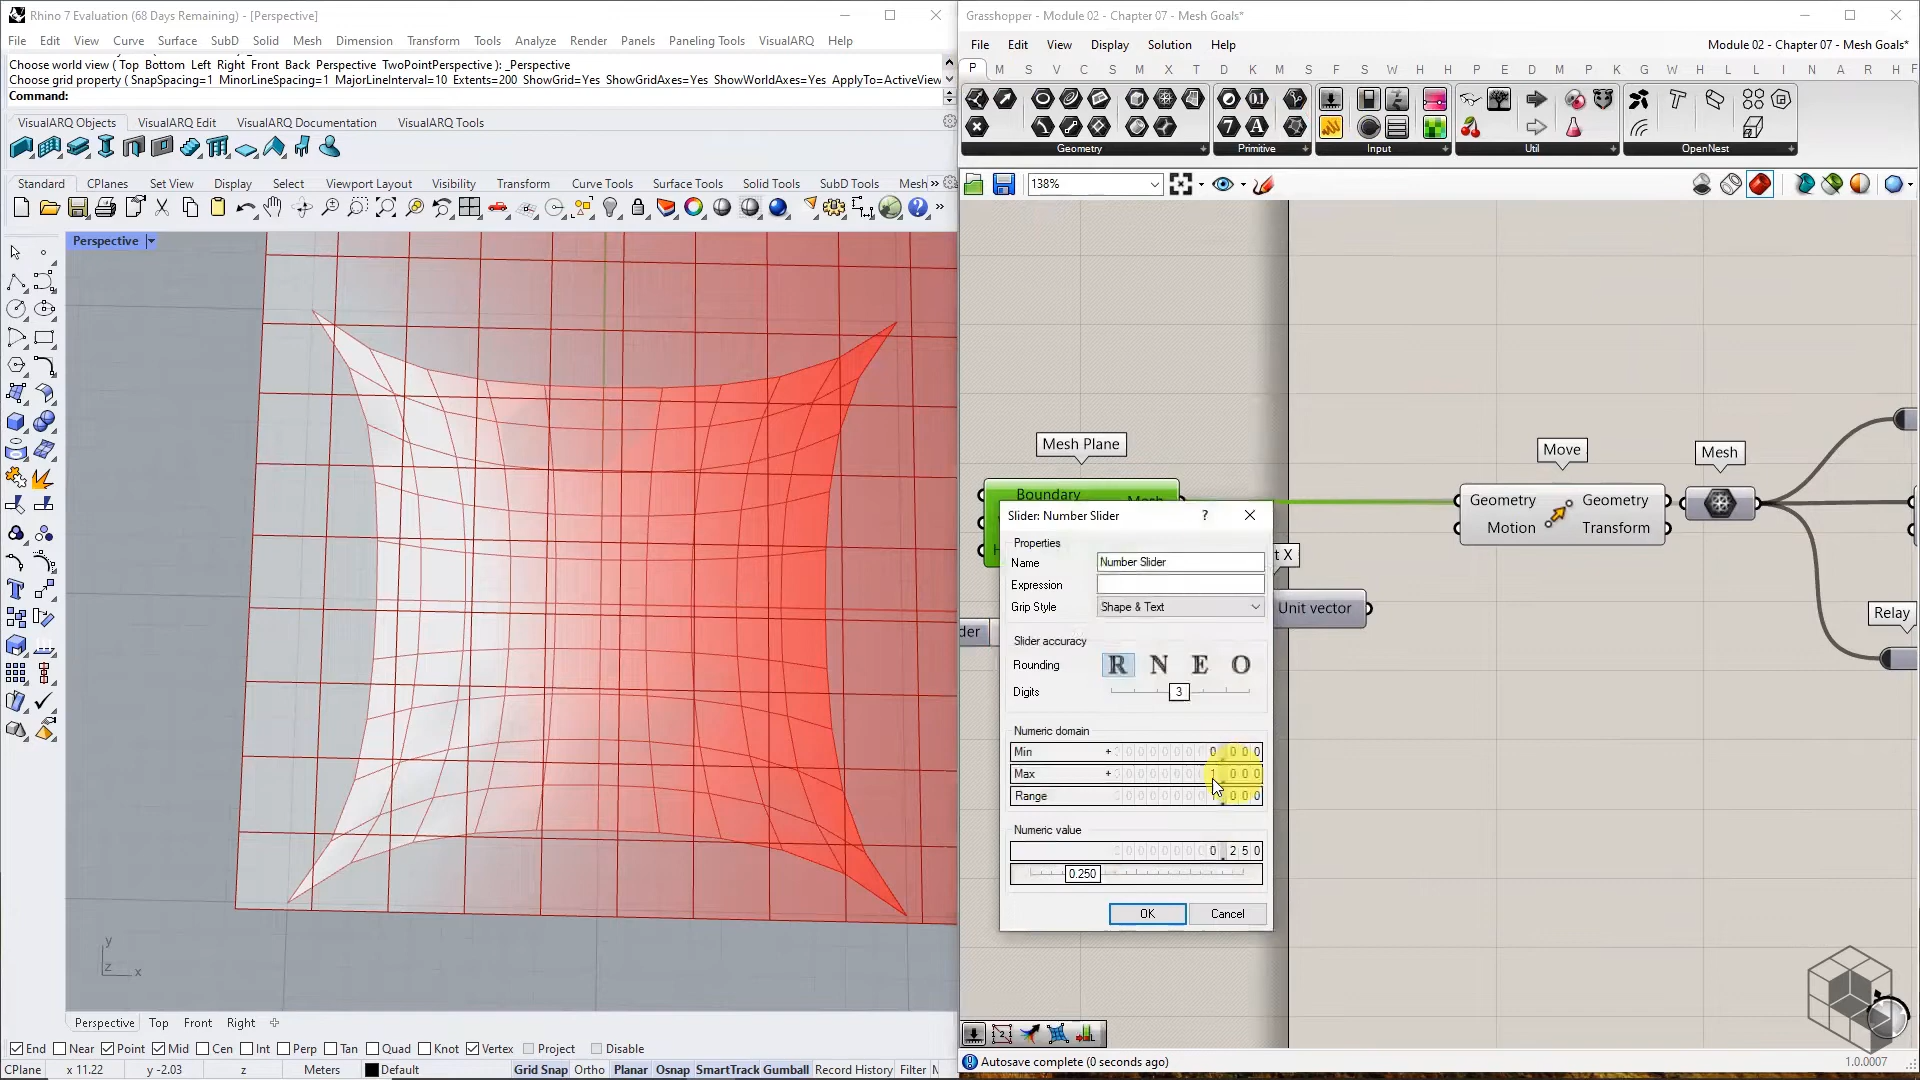 Rhino 7 Evaluation (68 Days Remaining) - [Perspective]
File Edit View Curve Surface SubD Solid Mesh Dimension Transform Tools Analyze Render Panels Paneling Tools VisualARQ Help
Choose world view ( Top Bottom Left Right Front Back Perspective TwoPointPerspective ): _Perspective
Choose grid property ( SnapSpacing=1 MinorLineSpacing=1 MajorLineInterval=10 Extents=200 ShowGrid=Yes ShowGridAxes=Yes ShowWorldAxes=Yes ApplyTo=ActiveView
Command:
VisualARQ Objects VisualARQ Edit VisualARQ Documentation VisualARQ Tools
Standard CPlanes Set View Display Select Viewport Layout Visibility Transform Curve Tools Surface Tools Solid Tools SubD Tools Mesh »
Perspective
y
z x
Perspective Top Front Right
End Near Point Mid Cen Int Perp Tan Quad Knot Vertex Project Disable
CPlane x 11.22 y -2.03 z Meters Default Grid Snap Ortho Planar Osnap SmartTrack Gumball Record History Filter
Grasshopper - Module 02 - Chapter 07 - Mesh Goals*
File Edit View Display Solution Help
Module 02 - Chapter 07 - Mesh Goals*
P M S V C S M X T D K M S F S S K P E D M P K G W W H L L N A R H F
Geometry Primitive Input Util OpenNest
138%
Mesh Plane
Boundary
Mesh
Move
Geometry Geometry
Motion Transform
Mesh
t X
Unit vector
der
Relay
Slider: Number Slider ?
Properties
Name Number Slider
Expression
Grip Style Shape & Text
Slider accuracy
Rounding R N E O
Digits 3
Numeric domain
Min + 0.000
Max + 1.000
Range
Numeric value
0.250
0.250
OK Cancel
Autosave complete (0 seconds ago)
1.0.0007